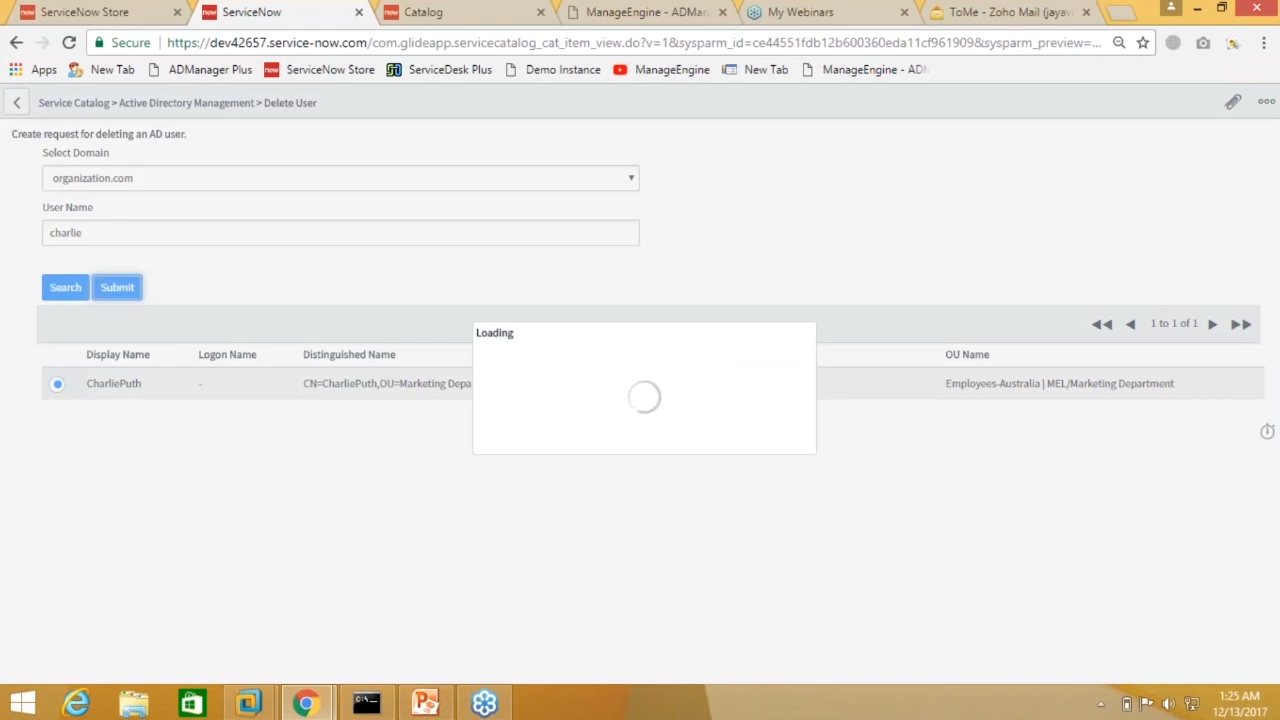 ServiceNow Store
ServiceNow
Catalog
ManageEngine - ADMan
My Webinars
ToMe - Zoho Mail (jayav
Secure
https://dev42657.service-now.com/com.glideapp.servicecatalog_cat_item_view.do?v=1&sysparm_id=ce44551fdb12b600360eda11cf961909&sysparm_preview=...
Apps
New Tab
ADManager Plus
now
ServiceNow Store
ServiceDesk Plus
Demo Instance
ManageEngine
New Tab
ManageEngine - ADM
Service Catalog > Active Directory Management > Delete User
Create request for deleting an AD user.
Select Domain
organization.com
User Name
charlie
Search
Submit
1 to 1 of 1
Loading
Display Name
Logon Name
Distinguished Name
OU Name
CharliePuth
-
CN=CharliePuth,OU=Marketing Depa
Employees-Australia | MEL/Marketing Department
1:25 AM
12/13/2017